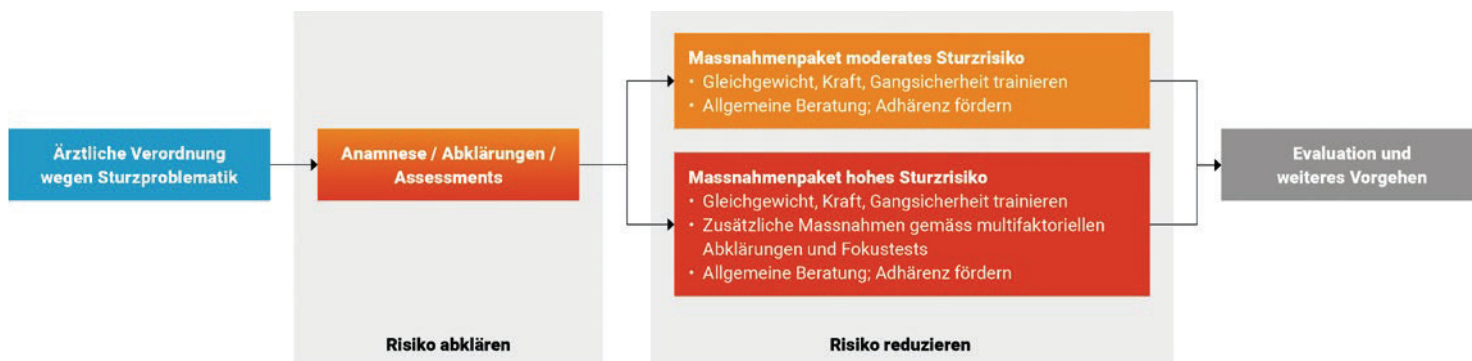 Ärztliche Verordnung
wegen Sturzproblematik
Anamnese / Abklärungen /
Assessments
Risiko abklären
Massnahmenpaket moderates Sturzrisiko
• Gleichgewicht, Kraft, Gangsicherheit trainieren
• Allgemeine Beratung; Adhärenz fördern
Massnahmenpaket hohes Sturzrisiko
• Gleichgewicht, Kraft, Gangsicherheit trainieren
• Zusätzliche Massnahmen gemäss multifaktoriellen
Abklärungen und Fokustests
• Allgemeine Beratung; Adhärenz fördern
Risiko reduzieren
Evaluation und
weiteres Vorgehen